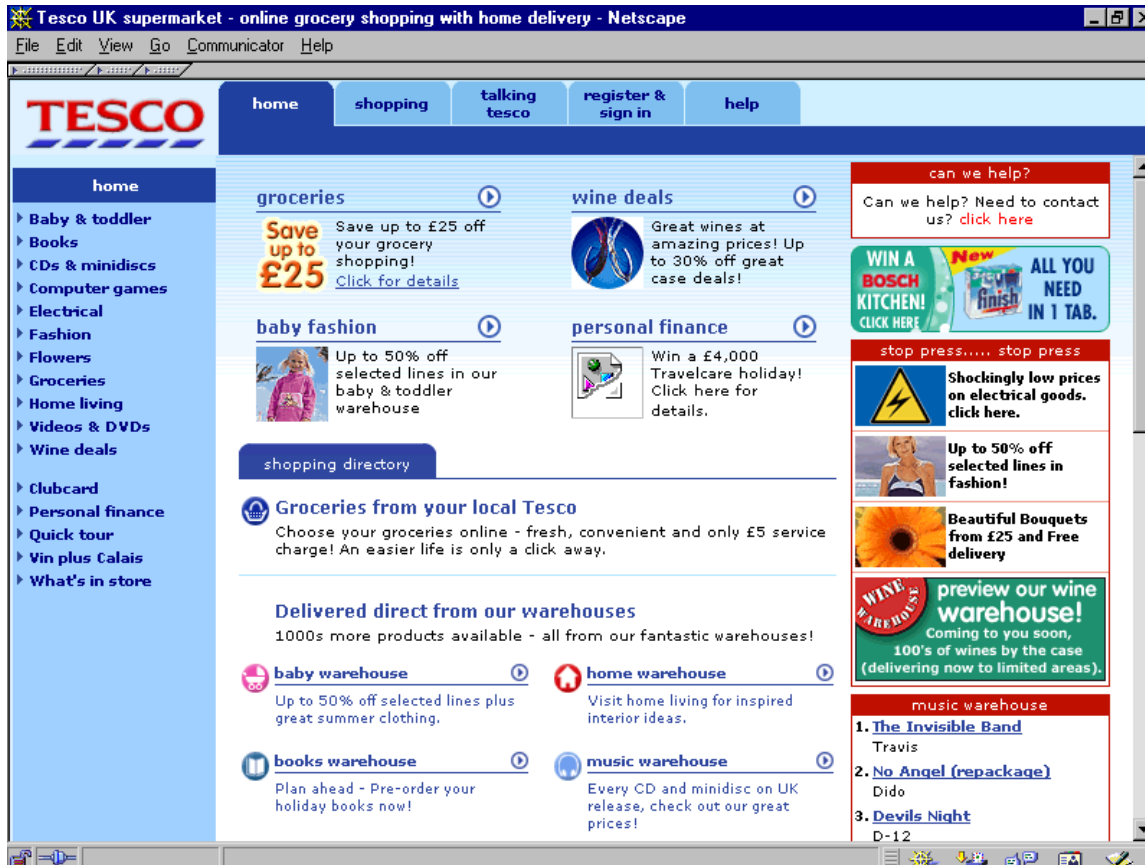 Tesco UK supermarket - online grocery shopping with home delivery - Netscape
File Edit View Go Communicator Help
TESCO
home
shopping
talking
tesco
register &
sign in
help
home
Baby & toddler
Books
CDs & minidiscs
Computer games
Electrical
Fashion
Flowers
Groceries
Home living
Videos & DVDs
Wine deals
Clubcard
Personal finance
Quick tour
Vin plus Calais
What's in store
groceries
Save
up to
£25
Save up to £25 off
your grocery
shopping!
Click for details
wine deals
Great wines at
amazing prices! Up
to 30% off great
case deals!
baby fashion
Up to 50% off
selected lines in our
baby & toddler
warehouse
personal finance
Win a £4,000
Travelcare holiday!
Click here for
details.
shopping directory
Groceries from your local Tesco
Choose your groceries online - fresh, convenient and only £5 service
charge! An easier life is only a click away.
Delivered direct from our warehouses
1000s more products available - all from our fantastic warehouses!
baby warehouse
Up to 50% off selected lines plus
great summer clothing.
home warehouse
Visit home living for inspired
interior ideas.
books warehouse
Plan ahead - Pre-order your
holiday books now!
music warehouse
Every CD and minidisc on UK
release, check out our great
prices!
can we help?
Can we help? Need to contact
us? click here
WIN A
BOSCH
KITCHEN!
CLICK HERE
New
finish
ALL YOU
NEED
IN 1 TAB.
stop press..... stop press
Shockingly low prices
on electrical goods.
click here.
Up to 50% off
selected lines in
fashion!
Beautiful Bouquets
from £25 and Free
delivery
WINE
WAREHOUSE
preview our wine
warehouse!
Coming to you soon,
100's of wines by the case
(delivering now to limited areas).
music warehouse
1. The Invisible Band
Travis
2. No Angel (repackage)
Dido
3. Devils Night
D-12